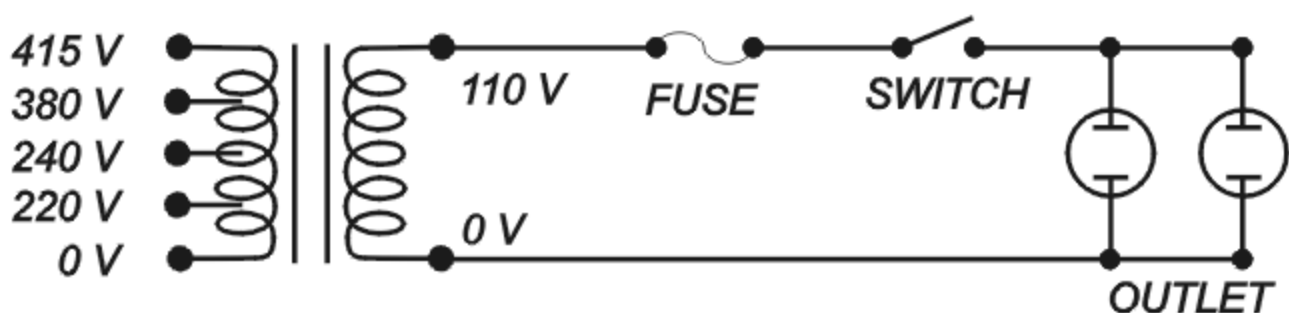 415 V
380 V
240 V
220 V
0 V
110 V
0 V
FUSE
SWITCH
OUTLET